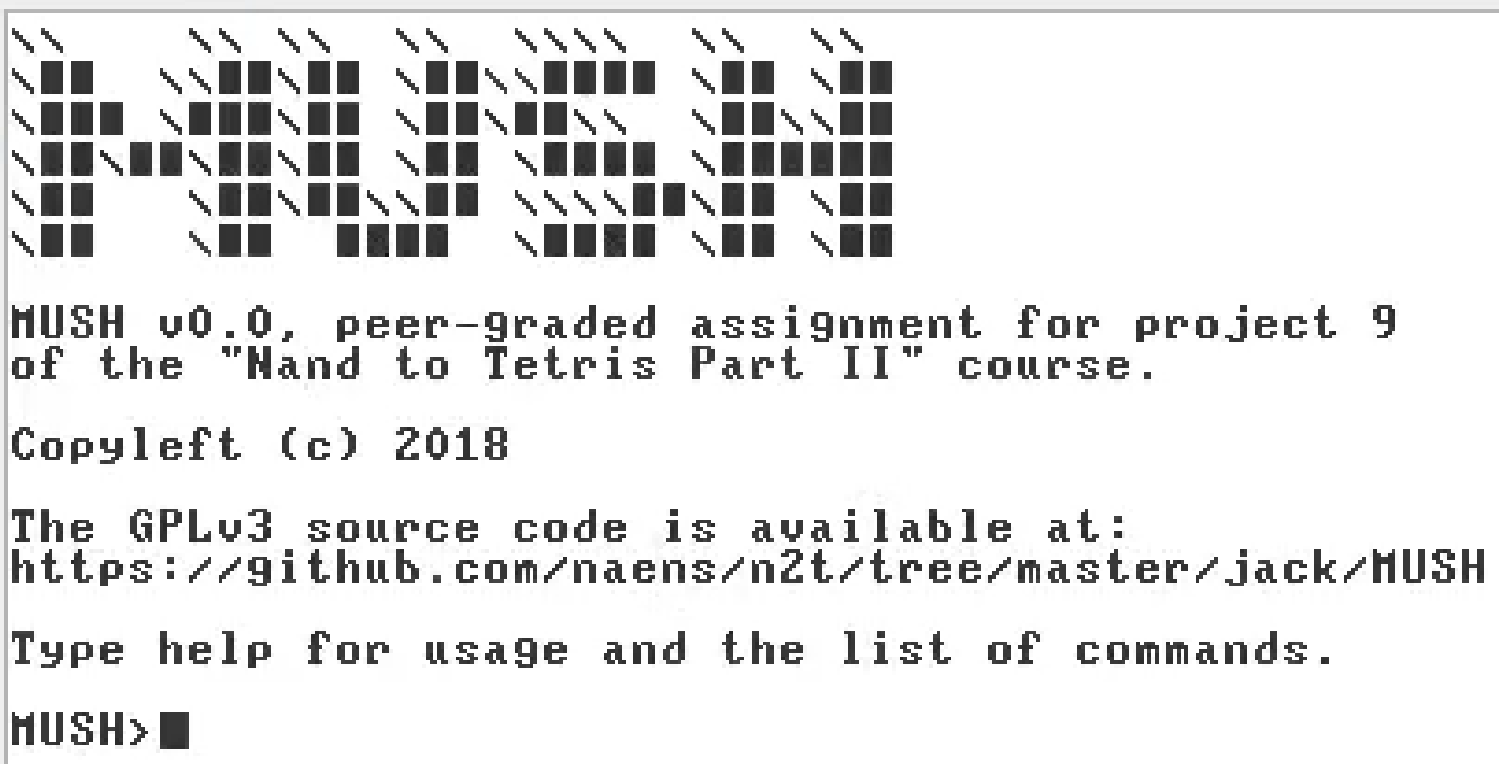 MUSH
MUSH v0.0, peer-graded assignment for project 9
of the "Nand to Tetris Part II" course.
Copyleft (c) 2018
The GPLv3 source code is available at:
https://github.com/naens/n2t/tree/master/jack/MUSH
Type help for usage and the list of commands.
MUSH>